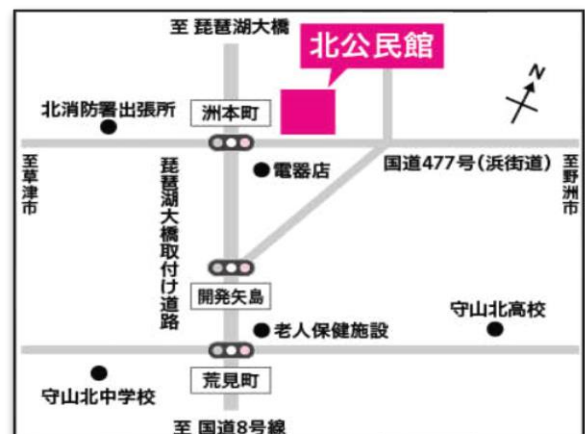 至 琵琶湖大橋
北公民館
N
北消防署出張所
洲本町
国道477号(浜街道)
至草津市
至野洲市
電器店
琵琶湖大橋取付け道路
開発矢島
守山北高校
老人保健施設
荒見町
守山北中学校
至 国道8号線